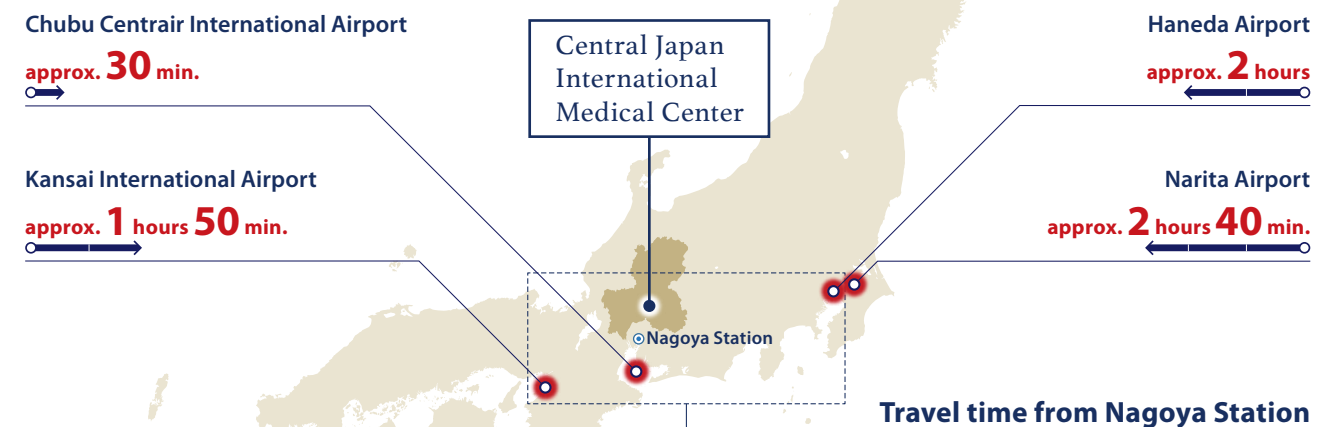 Chubu Centrair International Airport
approx. 30 min.
Kansai International Airport
approx. 1 hours 50 min.
Central Japan
International
Medical Center
Haneda Airport
approx. 2 hours
Narita Airport
approx. 2 hours 40 min.
Nagoya Station
Travel time from Nagoya Station